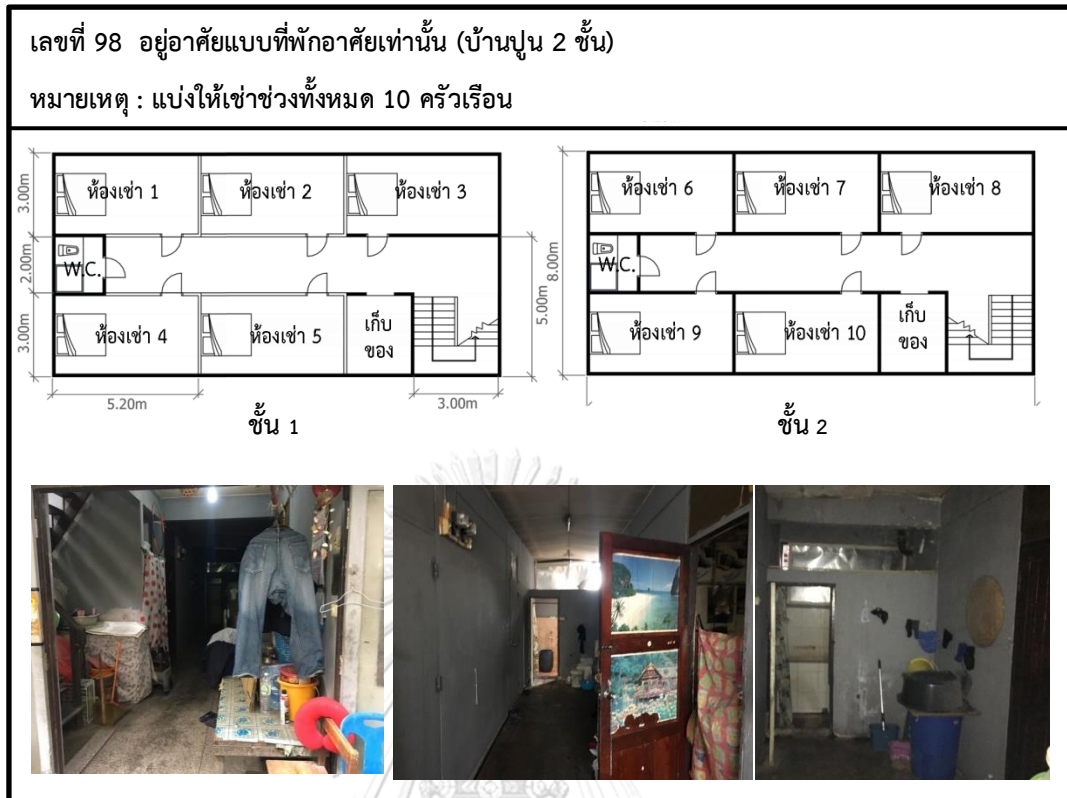 เลขที่ 98 อยู่อาศัยแบบที่พักอาศัยเท่านั้น (บ้านปูน 2 ชั้น)
หมายเหตุ : แบ่งให้เช่าช่วงทั้งหมด 10 ครัวเรือน
3.00m
2.00m
3.00m
ห้องเช่า 1
ห้องเช่า 2
ห้องเช่า 3
W.C.
ห้องเช่า 4
ห้องเช่า 5
เก็บ
ของ
5.00m
5.20m
3.00m
ชั้น 1
8.00m
ห้องเช่า 6
ห้องเช่า 7
ห้องเช่า 8
W.C.
ห้องเช่า 9
ห้องเช่า 10
เก็บ
ของ
ชั้น 2